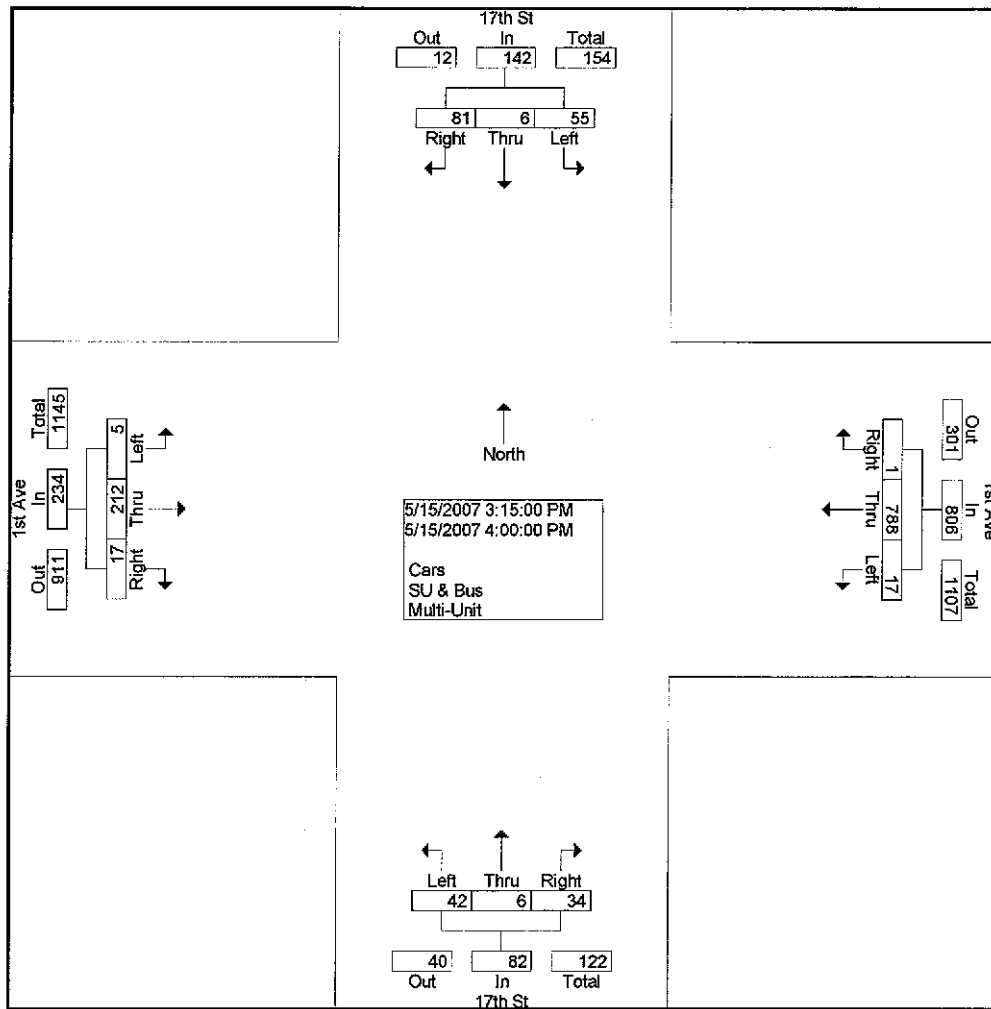 17th St
Out In Total
12 142 154
81 6 55
Right Thru Left
Total In Out
1145 234 911
1st Ave
5 212 17
Left Thru Right
North
5/15/2007 3:15:00 PM
5/15/2007 4:00:00 PM
Cars
SU & Bus
Multi-Unit
Right Thru Left
1 788 17
Out In Total
301 806 1107
1st Ave
Left Thru Right
42 6 34
40 82 122
Out In Total
17th St